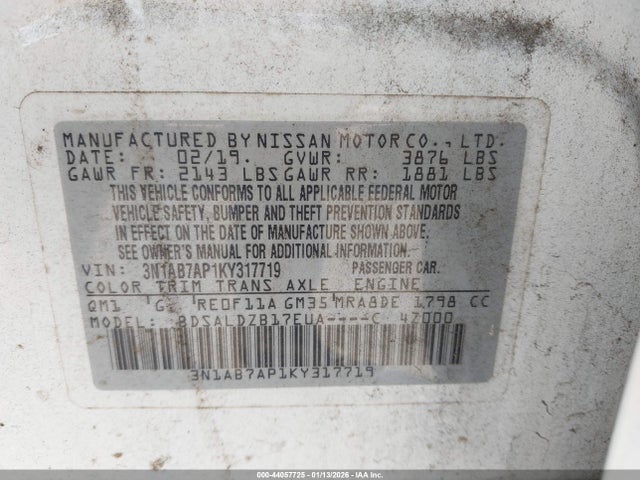 MANUFACTURED BY NISSAN MOTOR CO., LTD.
DATE: 02/19. GVWR: 3876 LBS
GAWR FR: 2143 LBS GAWR RR: 1881 LBS
THIS VEHICLE CONFORMS TO ALL APPLICABLE FEDERAL MOTOR
VEHICLE SAFETY, BUMPER AND THEFT PREVENTION STANDARDS
IN EFFECT ON THE DATE OF MANUFACTURE SHOWN ABOVE.
SEE OWNER'S MANUAL FOR ADDITIONAL INFORMATION.
VIN: 3N1AB7AP1KY317719 PASSENGER CAR.
COLOR TRIM TRANS AXLE ENGINE
QM1 G RE0F11A GM35 MRA8DE 1798 CC
MODEL: BDSALDZB17EUA----C 47000
3N1AB7AP1KY317719
000-44057725 - 01/13/2026 - IAA Corp.